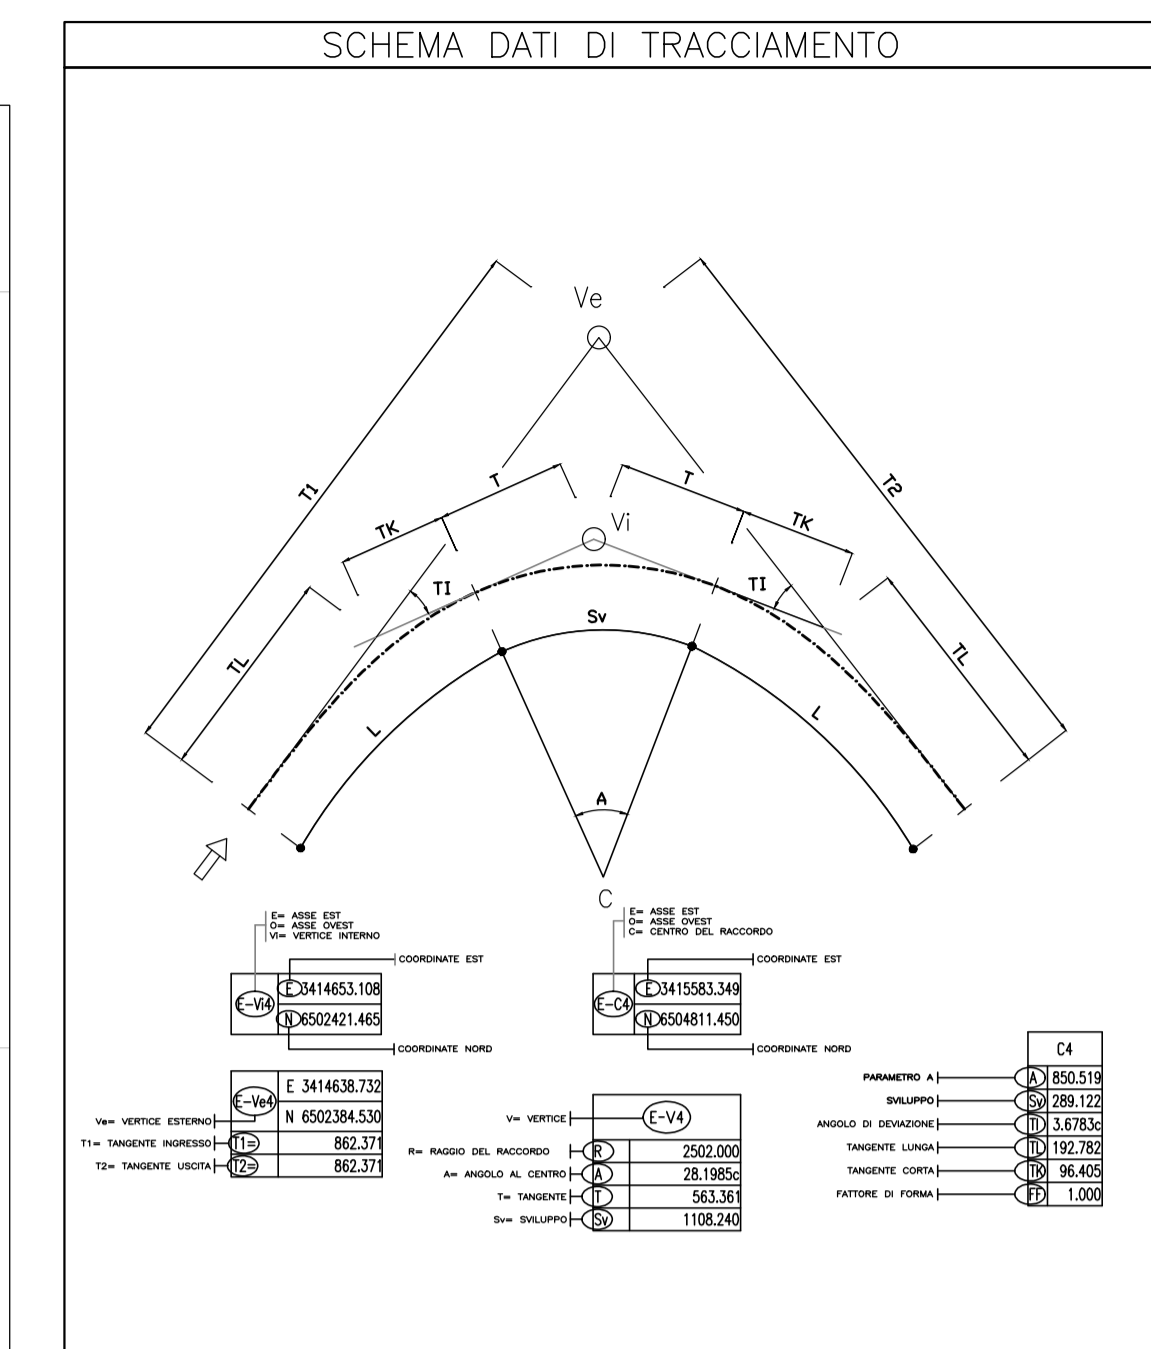 SCHEMA DATI DI TRACCIAMENTO
Ve
T1
T2
T
T
TK
TK
Vi
TI
TI
Sv
TL
TL
L
L
A
C
E= ASSE EST
O= ASSE OVEST
Vi= VERTICE INTERNO
COORDINATE EST
E-Vi4
E 3414653.108
N 6502421.465
COORDINATE NORD
E= ASSE EST
O= ASSE OVEST
C= CENTRO DEL RACCORDO
COORDINATE EST
E-C4
E 3415583.349
N 6504811.450
COORDINATE NORD
E-Ve4
E 3414638.732
N 6502384.530
Ve= VERTICE ESTERNO
T1= TANGENTE INGRESSO
T1= 862.371
T2= TANGENTE USCITA
T2= 862.371
V= VERTICE
E-V4
R= RAGGIO DEL RACCORDO
R 2502.000
A= ANGOLO AL CENTRO
A 28.1985c
T= TANGENTE
T 563.361
Sv= SVILUPPO
Sv 1108.240
C4
PARAMETRO A
A 850.519
SVILUPPO
Sv 289.122
ANGOLO DI DEVIAZIONE
TI 3.6783c
TANGENTE LUNGA
TL 192.782
TANGENTE CORTA
TK 96.405
FATTORE DI FORMA
FF 1.000